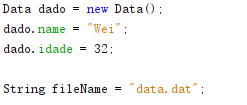 Data dado = new Data();
dado.name = "Wei";
dado.idade = 32;
String fileName = "data.dat";